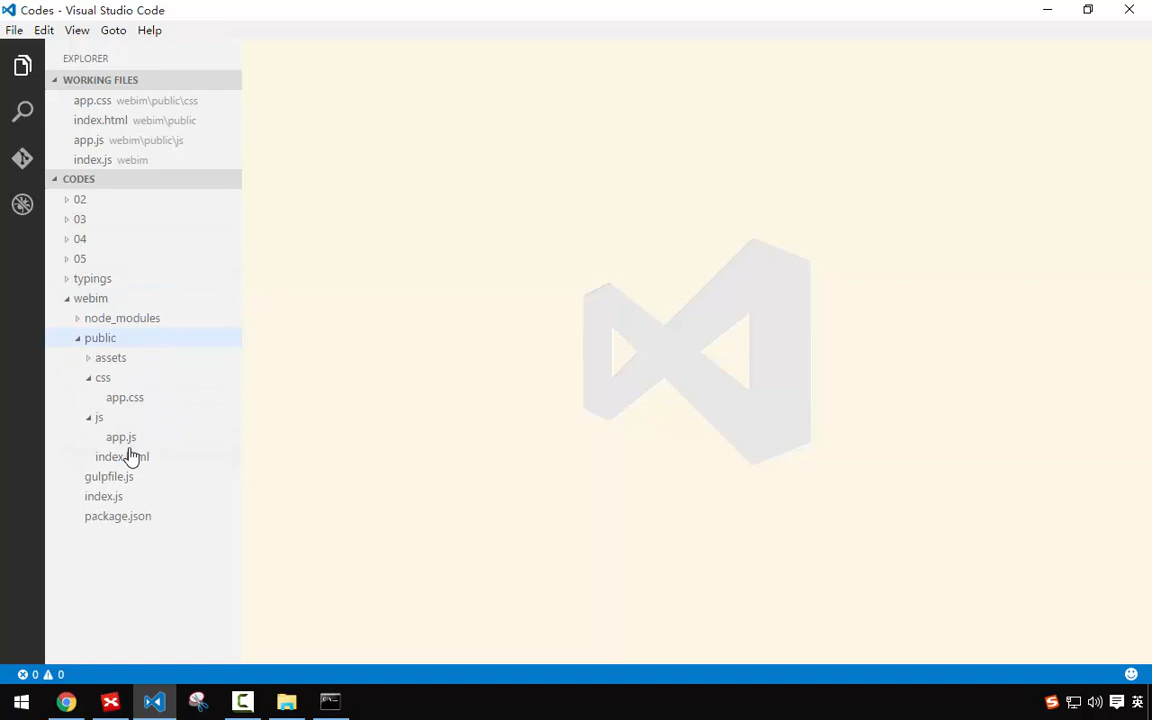 Codes - Visual Studio Code
File Edit View Goto Help
EXPLORER
WORKING FILES
app.css webim\public\css
index.html webim\public
app.js webim\public\js
index.js webim
CODES
02
03
04
05
typings
webim
node_modules
public
assets
css
app.css
js
app.js
index.html
gulpfile.js
index.js
package.json
0 0
英